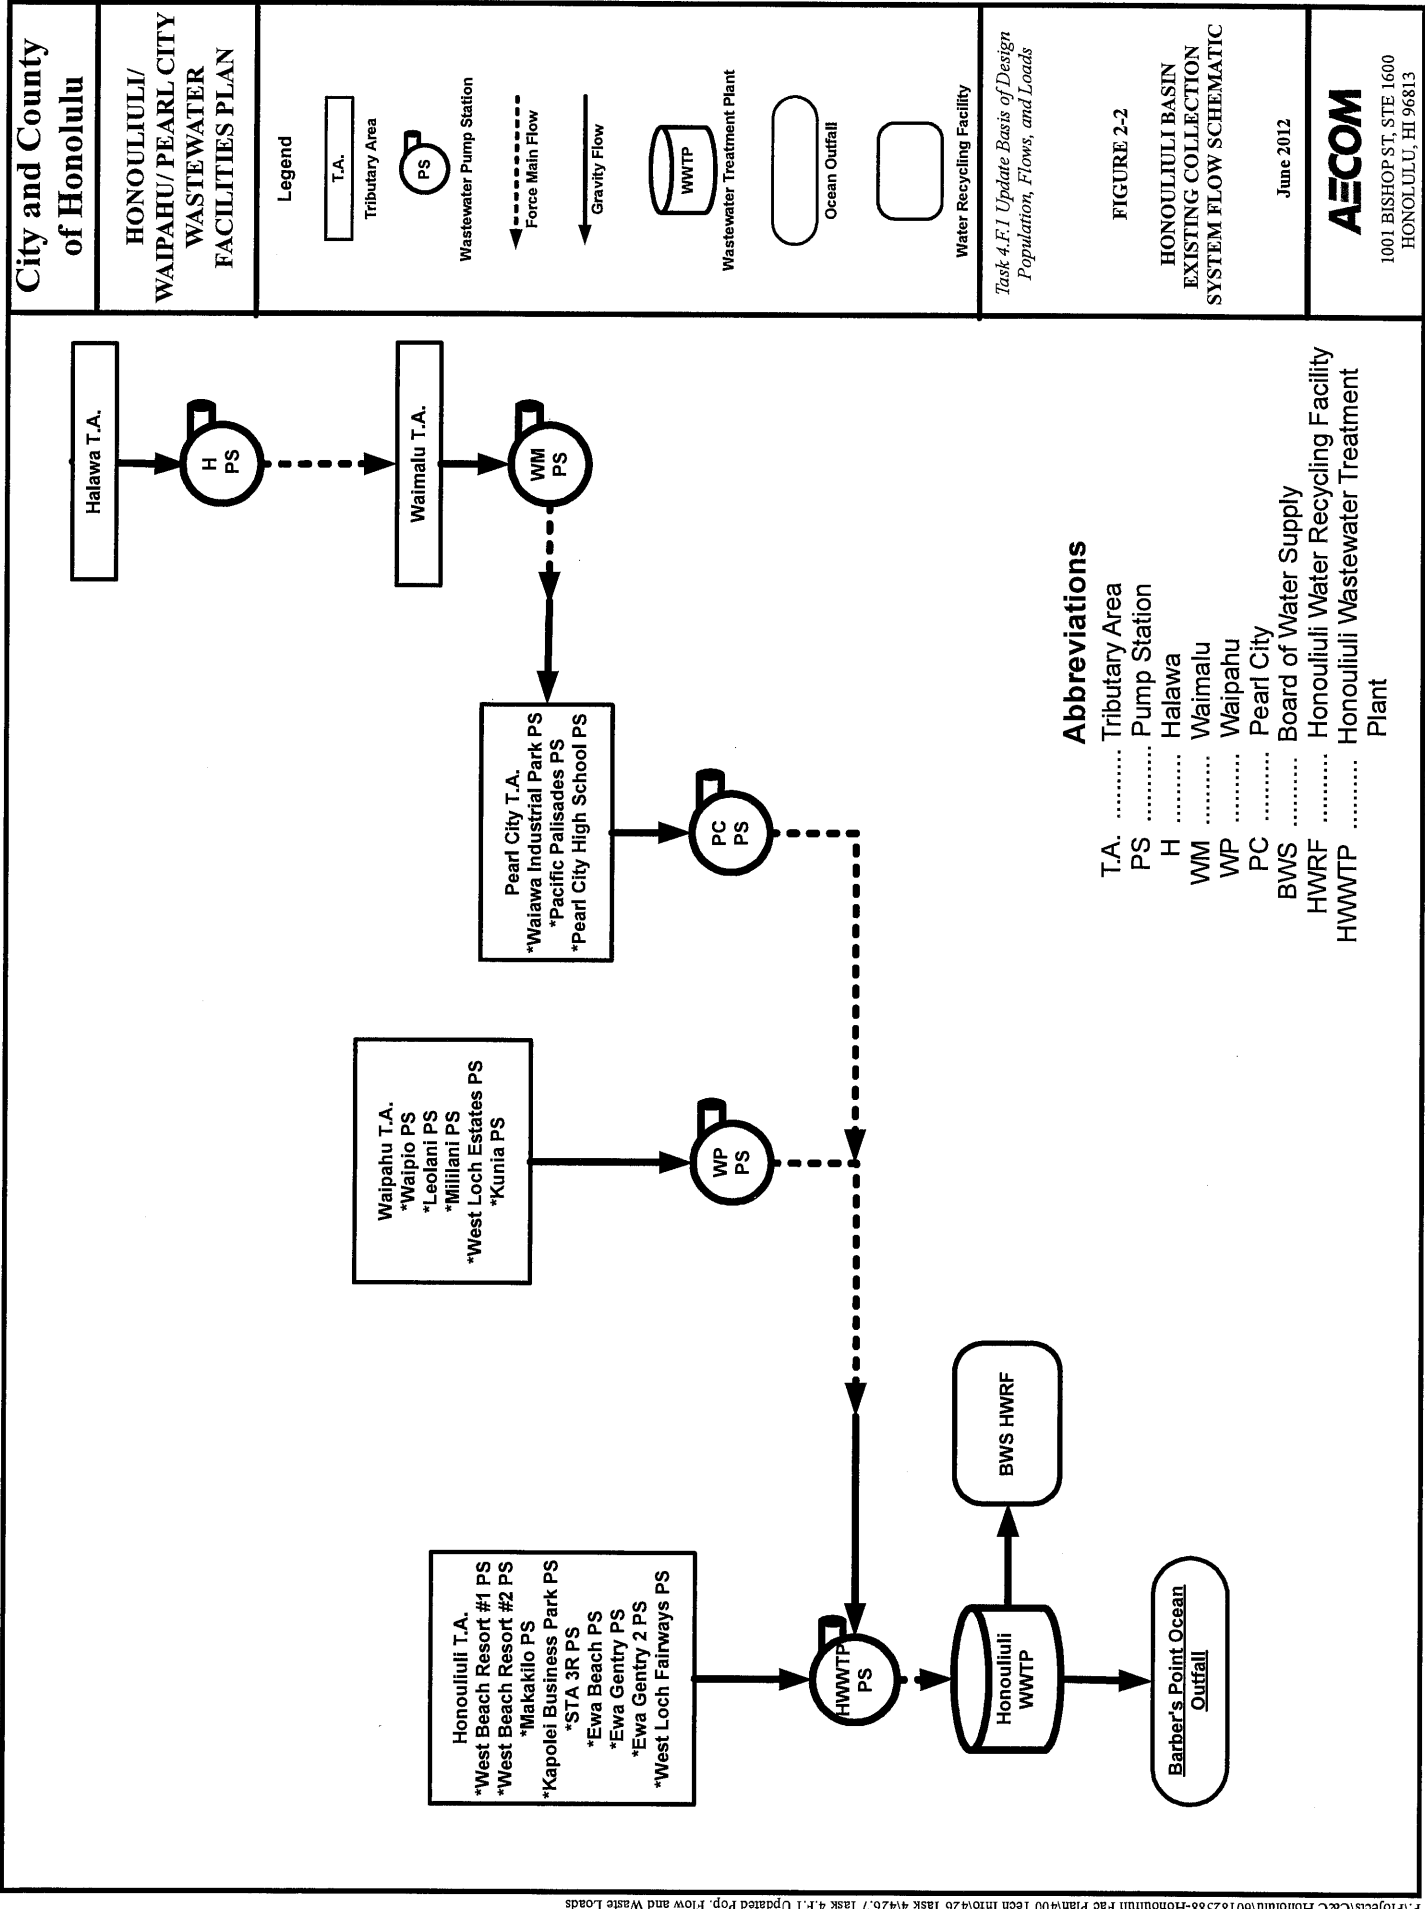 City and County
of Honolulu
HONOULIULI/
WAIPAHU/ PEARL CITY
WASTEWATER
FACILITIES PLAN
Legend
T.A.
Tributary Area
PS
Wastewater Pump Station
Force Main Flow
Gravity Flow
WWTP
Wastewater Treatment Plant
Ocean Outfall
Water Recycling Facility
Task 4.F.1 Update Basis of Design
Population, Flows, and Loads
FIGURE 2-2
HONOULIULI BASIN
EXISTING COLLECTION
SYSTEM FLOW SCHEMATIC
June 2012
AECOM
1001 BISHOP ST, STE 1600
HONOLULU, HI 96813
Halawa T.A.
H
PS
Waimalu T.A.
WM
PS
Pearl City T.A.
*Waiawa Industrial Park PS
*Pacific Palisades PS
*Pearl City High School PS
PC
PS
Waipahu T.A.
*Waipio PS
*Leolani PS
*Mililani PS
*West Loch Estates PS
*Kunia PS
WP
PS
Honouliuli T.A.
*West Beach Resort #1 PS
*West Beach Resort #2 PS
*Makakilo PS
*Kapolei Business Park PS
*STA 3R PS
*Ewa Beach PS
*Ewa Gentry PS
*Ewa Gentry 2 PS
*West Loch Fairways PS
HWWTP
PS
Honouliuli
WWTP
BWS HWRF
Barber's Point Ocean
Outfall
Abbreviations
T.A. .......... Tributary Area
PS ........... Pump Station
H .......... Halawa
WM .......... Waimalu
WP .......... Waipahu
PC .......... Pearl City
BWS .......... Board of Water Supply
HWRF .......... Honouliuli Water Recycling Facility
HWWTP .......... Honouliuli Wastewater Treatment
Plant